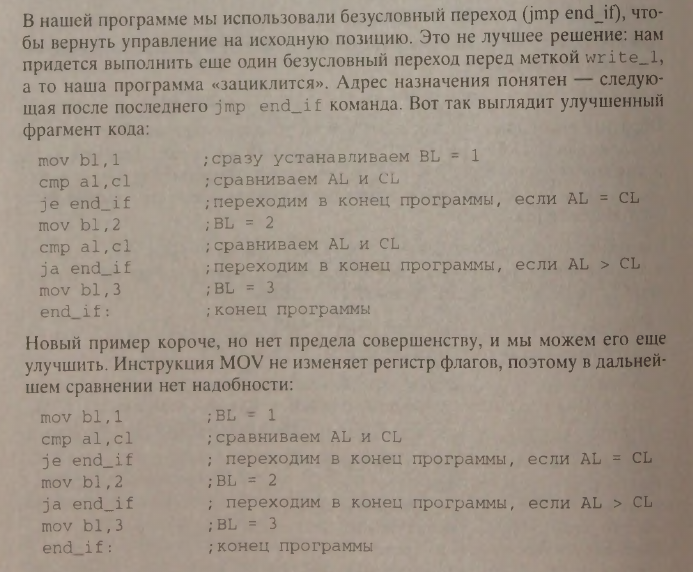 В нашей программе мы использовали безусловный переход (jmp end_if), что-
бы вернуть управление на исходную позицию. Это не лучшее решение: нам
придется выполнить еще один безусловный переход перед меткой write_1,
а то наша программа «зациклится». Адрес назначения понятен — следую-
щая после последнего jmp end_if команда. Вот так выглядит улучшенный
фрагмент кода:
mov bl,1 ;сразу устанавливаем BL = 1
cmp al,cl ;сравниваем AL и CL
je end_if ;переходим в конец программы, если AL = CL
mov bl,2 ;BL = 2
cmp al,cl ;сравниваем AL и CL
ja end_if ;переходим в конец программы, если AL > CL
mov bl,3 ;BL = 3
end_if: ;конец программы
Новый пример короче, но нет предела совершенству, и мы можем его еще
улучшить. Инструкция MOV не изменяет регистр флагов, поэтому в дальней-
шем сравнении нет надобности:
mov bl,1 ;BL = 1
cmp al,cl ;сравниваем AL и CL
je end_if ; переходим в конец программы, если AL = CL
mov bl,2 ;BL = 2
ja end_if ; переходим в конец программы, если AL > CL
mov bl,3 ;BL = 3
end_if: ;конец программы